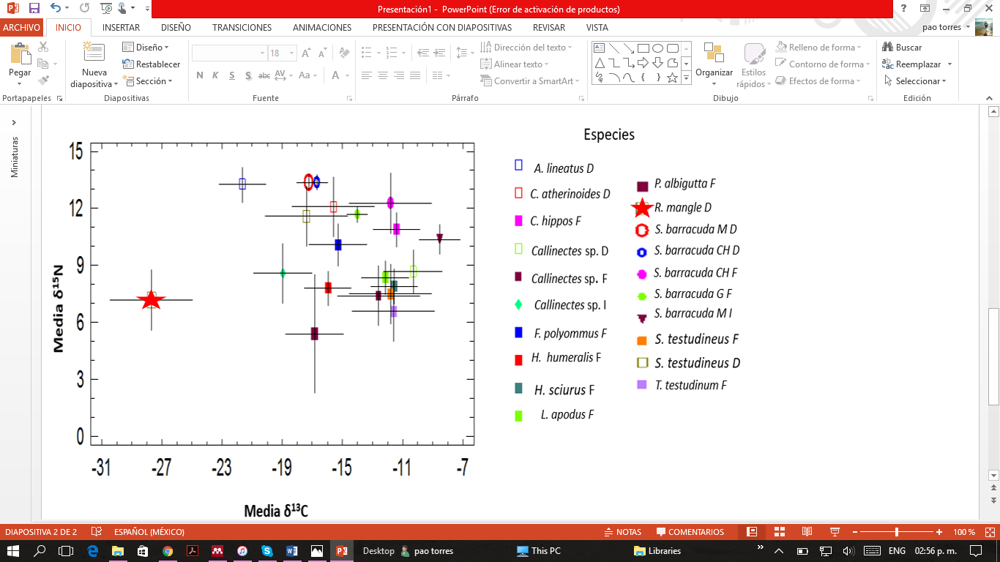 Presentación1 - PowerPoint (Error de activación de productos)
ARCHIVO INICIO INSERTAR DISEÑO TRANSICIONES ANIMACIONES PRESENTACIÓN CON DIAPOSITIVAS REVISAR VISTA pao torres
Pegar
Nueva diapositiva
Diseño
Restablecer
Sección
18
N K S S abc AV Aa A
Dirección del texto
Alinear texto
Convertir a SmartArt
Organizar
Estilos rápidos
Relleno de forma
Contorno de forma
Efectos de forma
Buscar
Reemplazar
Seleccionar
Portapapeles Diapositivas Fuente Párrafo Dibujo Edición
Miniaturas
Media δ¹⁵N
15
12
9
6
3
0
-31 -27 -23 -19 -15 -11 -7
Media δ¹³C
Especies
A. lineatus D
C. atherinoides D
C. hippos F
Callinectes sp. D
Callinectes sp. F
Callinectes sp. I
F. polyommus F
H. humeralis F
H. sciurus F
L. apodus F
P. albigutta F
R. mangle D
S. barracuda M D
S. barracuda CH D
S. barracuda CH F
S. barracuda G F
S. barracuda M I
S. testudineus F
S. testudineus D
T. testudinum F
DIAPOSITIVA 2 DE 2 ESPAÑOL (MÉXICO) NOTAS COMENTARIOS 100 %
Desktop pao torres This PC Libraries ENG 02:56 p. m.